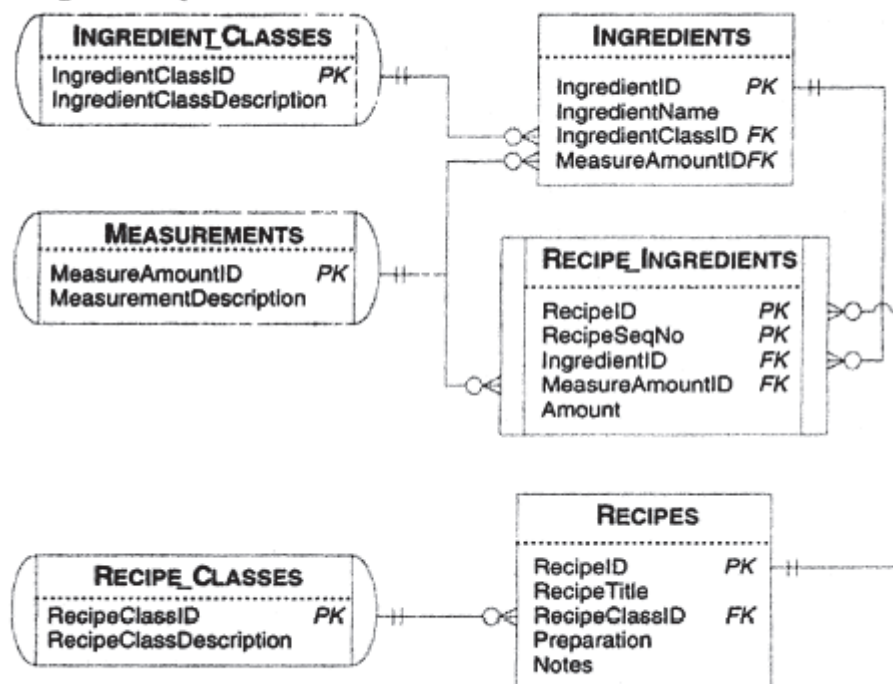 INGREDIENT_CLASSES
IngredientClassID PK
IngredientClassDescription
INGREDIENTS
IngredientID PK
IngredientName
IngredientClassID FK
MeasureAmountIDFK
MEASUREMENTS
MeasureAmountID PK
MeasurementDescription
RECIPE_INGREDIENTS
RecipeID PK
RecipeSeqNo PK
IngredientID FK
MeasureAmountID FK
Amount
RECIPE_CLASSES
RecipeClassID PK
RecipeClassDescription
RECIPES
RecipeID PK
RecipeTitle
RecipeClassID FK
Preparation
Notes